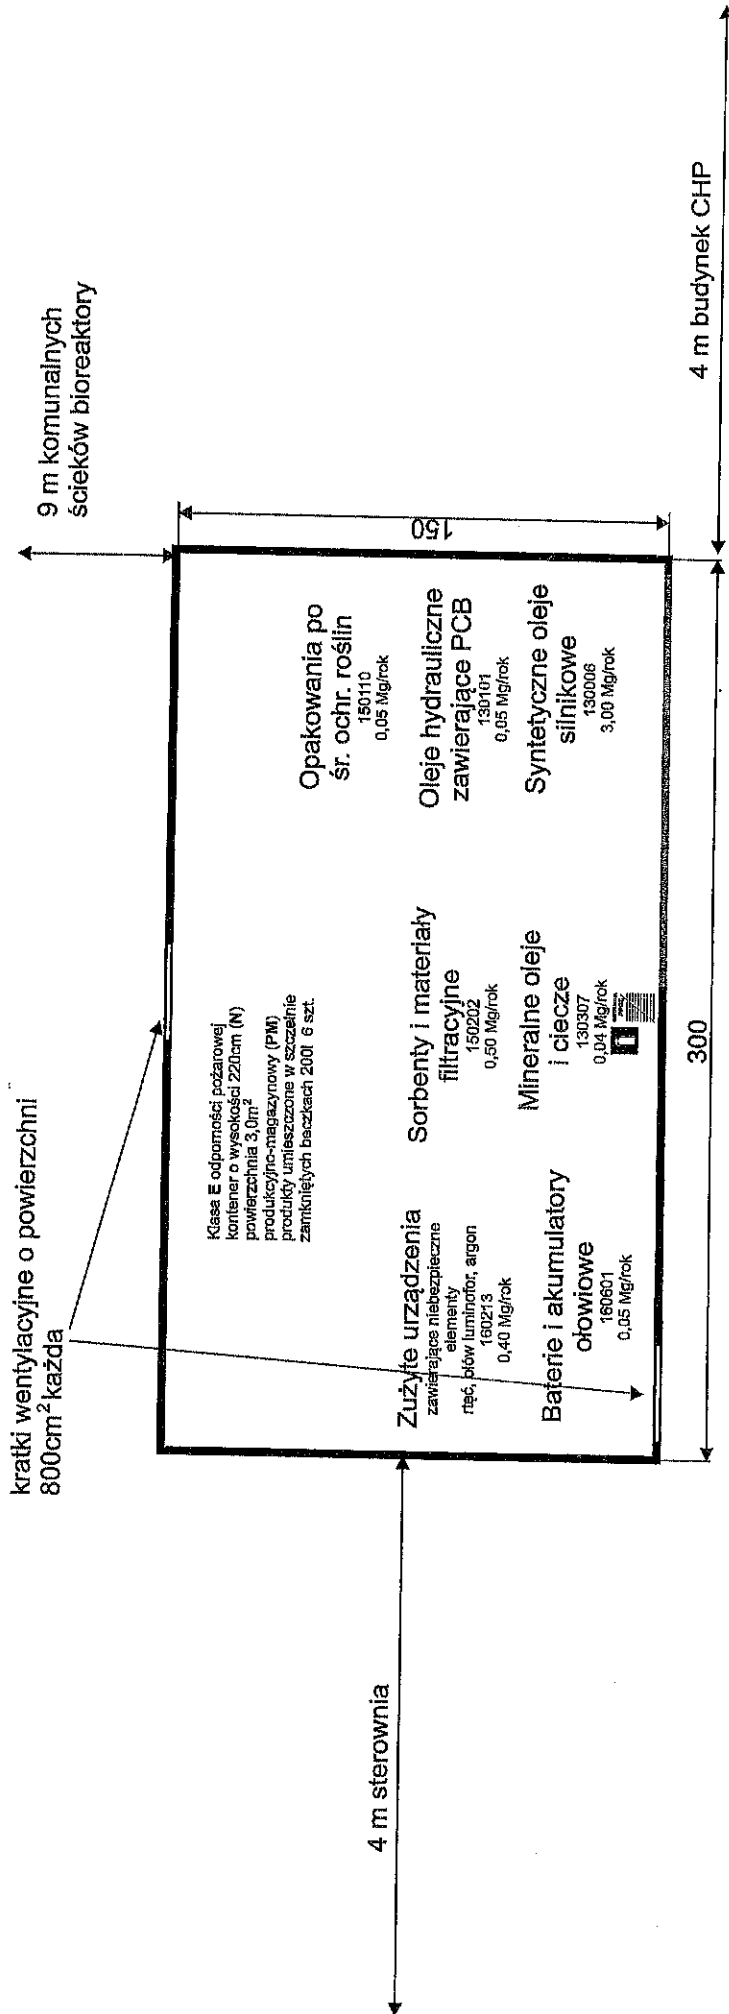 kratki wentylacyjne o powierzchni
800cm² każda
9 m komunalnych
ścieków bioreaktory
Klasa E odporności pożarowej
kontener o wysokości 220cm (N)
powierzchnia 3,0m²
produkcyjno-magazynowy (PM)
produkty umieszczone w szczelnie
zamkniętych beczkach 200l 6 szt.
Opakowania po
śr. ochr. roślin
150110
0,05 Mg/rok
150
Zużyte urządzenia
zawierające niebezpieczne
elementy
rtęć, ołów luminofor, argon
160213
0,40 Mg/rok
Sorbenty i materiały
filtracyjne
150202
0,50 Mg/rok
Oleje hydrauliczne
zawierające PCB
130101
0,05 Mg/rok
Baterie i akumulatory
ołowiowe
160601
0,05 Mg/rok
Mineralne oleje
i ciecze
130307
0,04 Mg/rok
Syntetyczne oleje
silnikowe
130006
3,00 Mg/rok
4 m sterownia
300
4 m budynek CHP